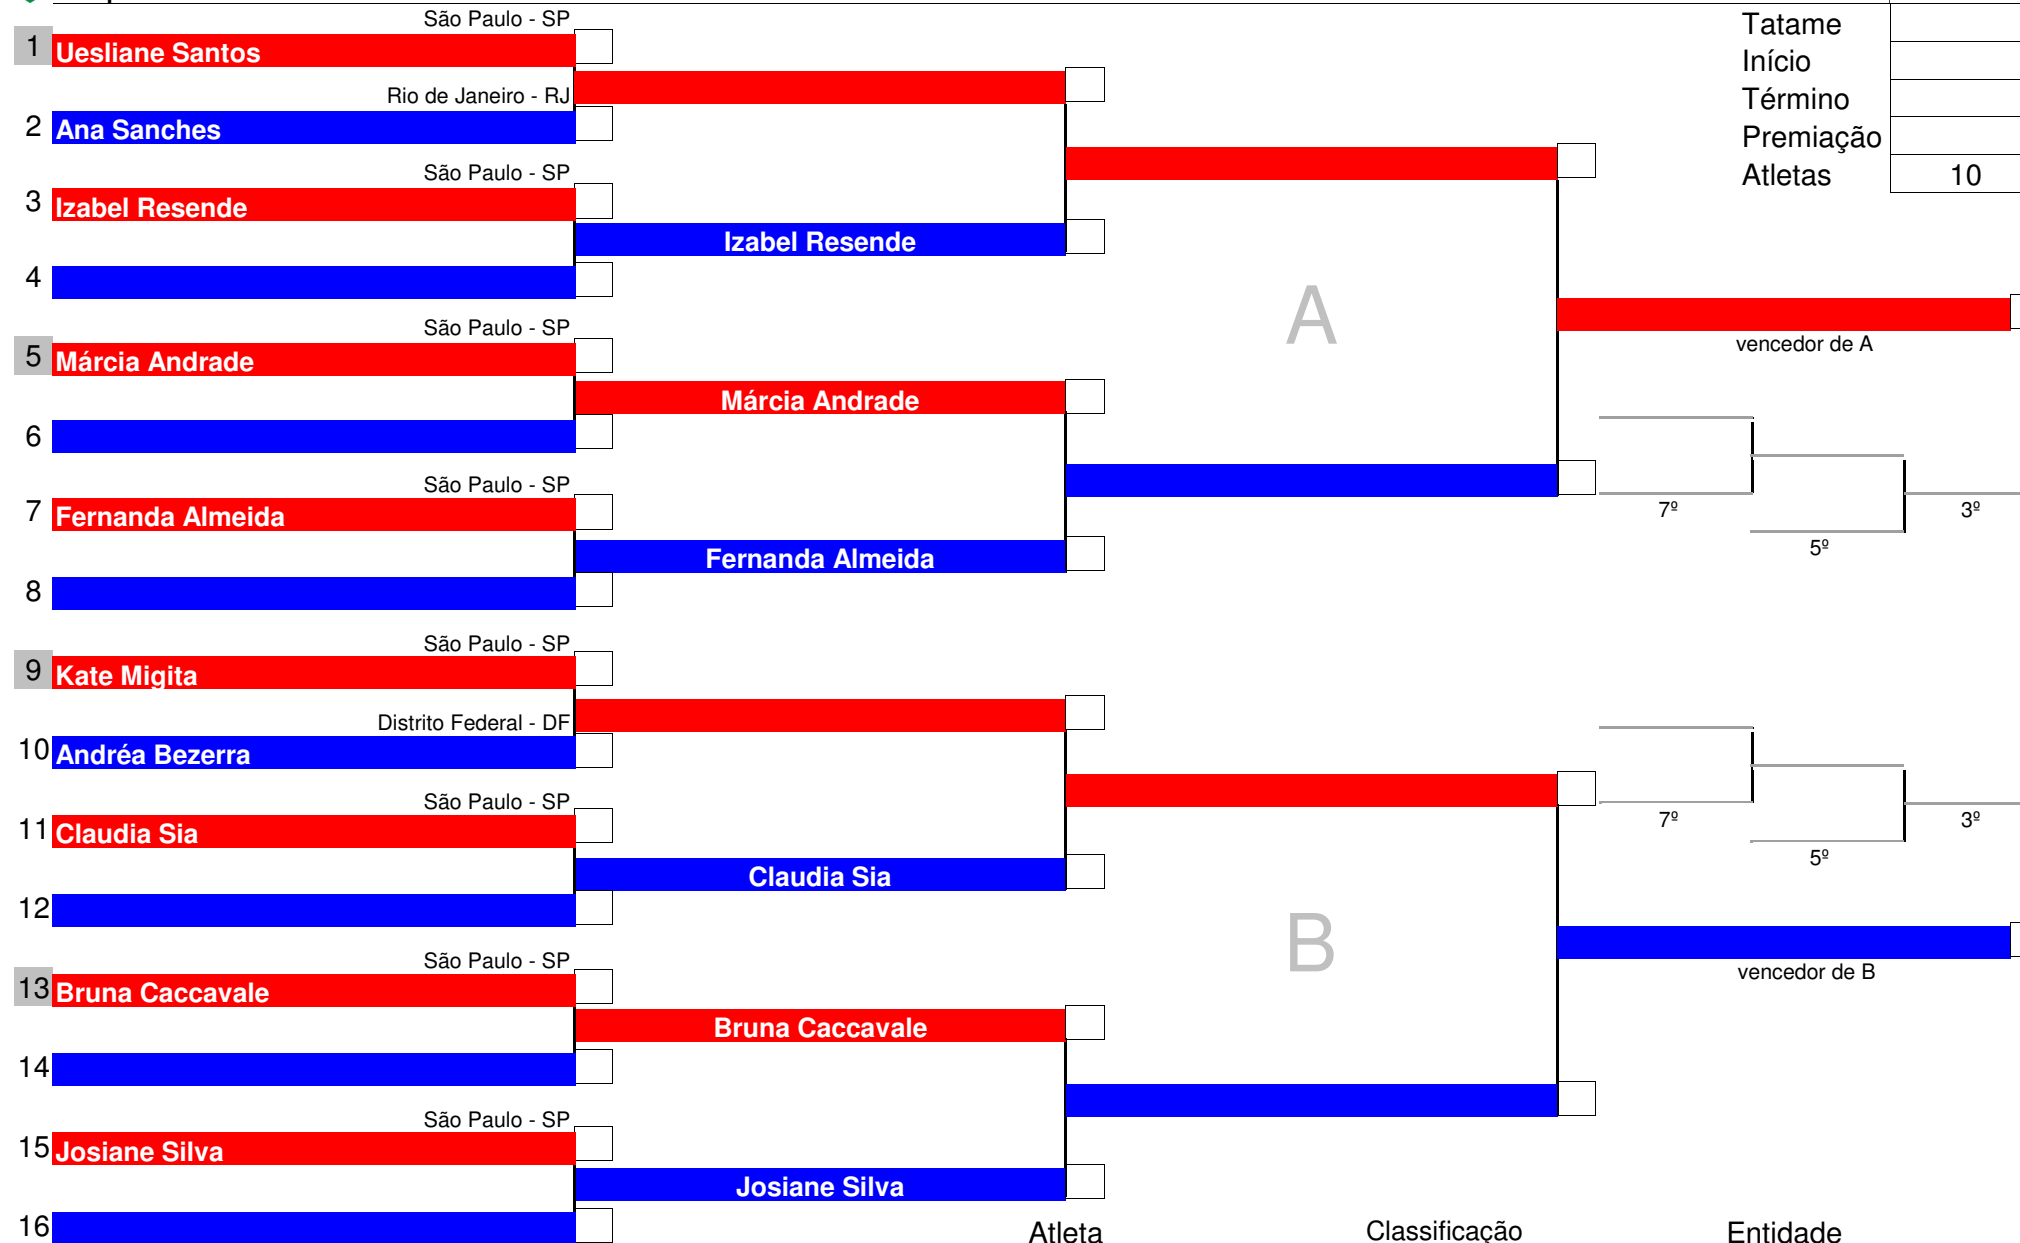 São Paulo - SP
Tatame
1 Uesliane Santos
Início
Rio de Janeiro - RJ
Término
2 Ana Sanches
Premiação
São Paulo - SP
Atletas 10
3 Izabel Resende
Izabel Resende
4
A
São Paulo - SP
vencedor de A
5 Márcia Andrade
Márcia Andrade
6
São Paulo - SP
7º 3º
7 Fernanda Almeida
5º
Fernanda Almeida
8
São Paulo - SP
9 Kate Migita
Distrito Federal - DF
10 Andréa Bezerra
São Paulo - SP
7º 3º
11 Claudia Sia
5º
Claudia Sia
12
B
São Paulo - SP
vencedor de B
13 Bruna Caccavale
Bruna Caccavale
14
São Paulo - SP
15 Josiane Silva
Josiane Silva
16
Atleta Classificação Entidade